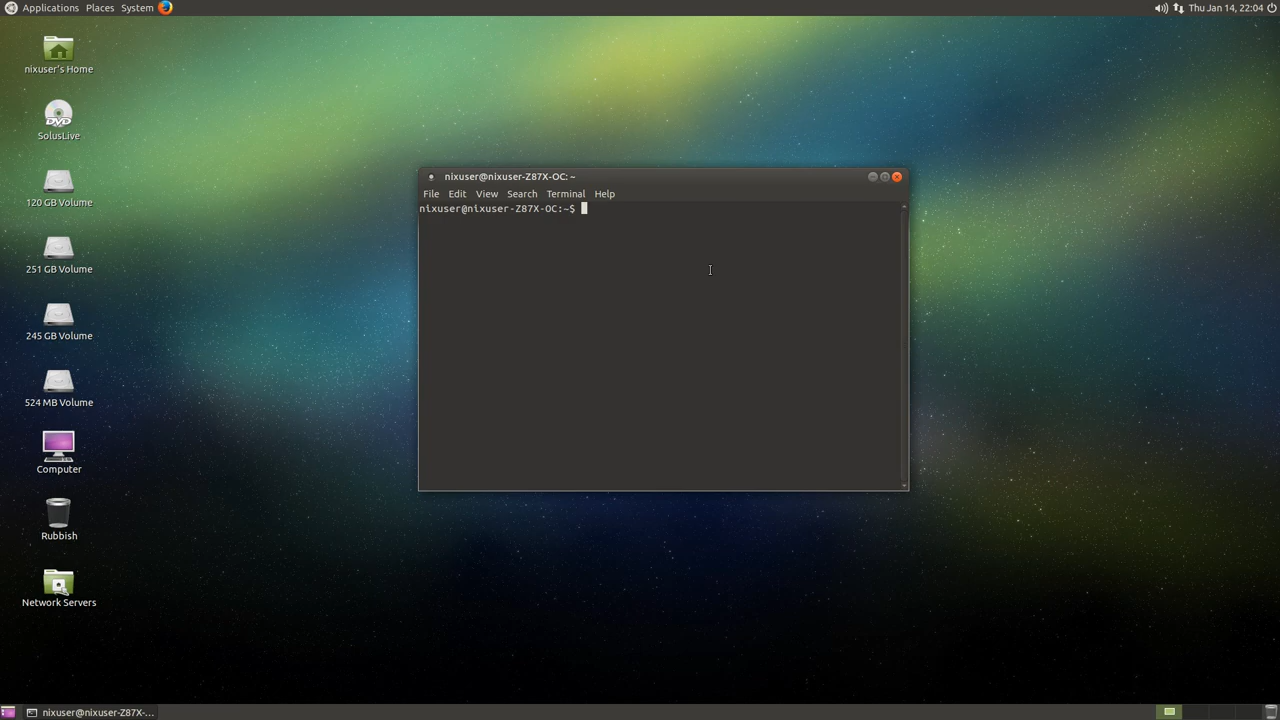 Applications Places System
Thu Jan 14, 22:04
nixuser's Home
DVD
SolusLive
120 GB Volume
251 GB Volume
245 GB Volume
524 MB Volume
Computer
Rubbish
Network Servers
nixuser@nixuser-Z87X-OC: ~
File Edit View Search Terminal Help
nixuser@nixuser-Z87X-OC:~$
nixuser@nixuser-Z87X-...